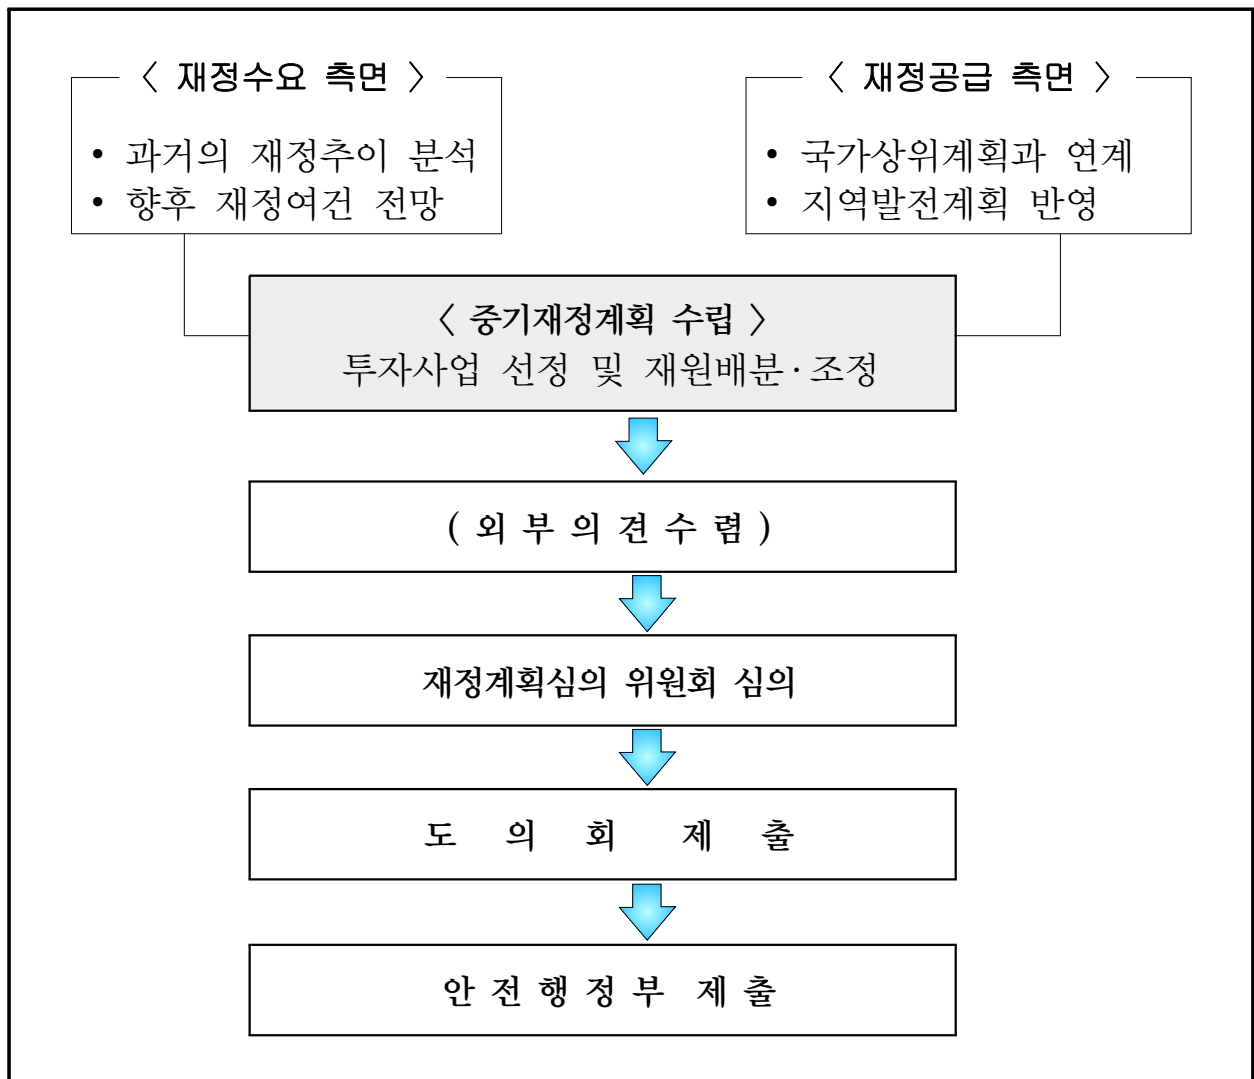 〈 재정수요 측면 〉
• 과거의 재정추이 분석
• 향후 재정여건 전망
〈 재정공급 측면 〉
• 국가상위계획과 연계
• 지역발전계획 반영
〈 중기재정계획 수립 〉
투자사업 선정 및 재원배분·조정
( 외 부 의 견 수 렴 )
재정계획심의 위원회 심의
도 의 회 제 출
안 전 행 정 부 제 출